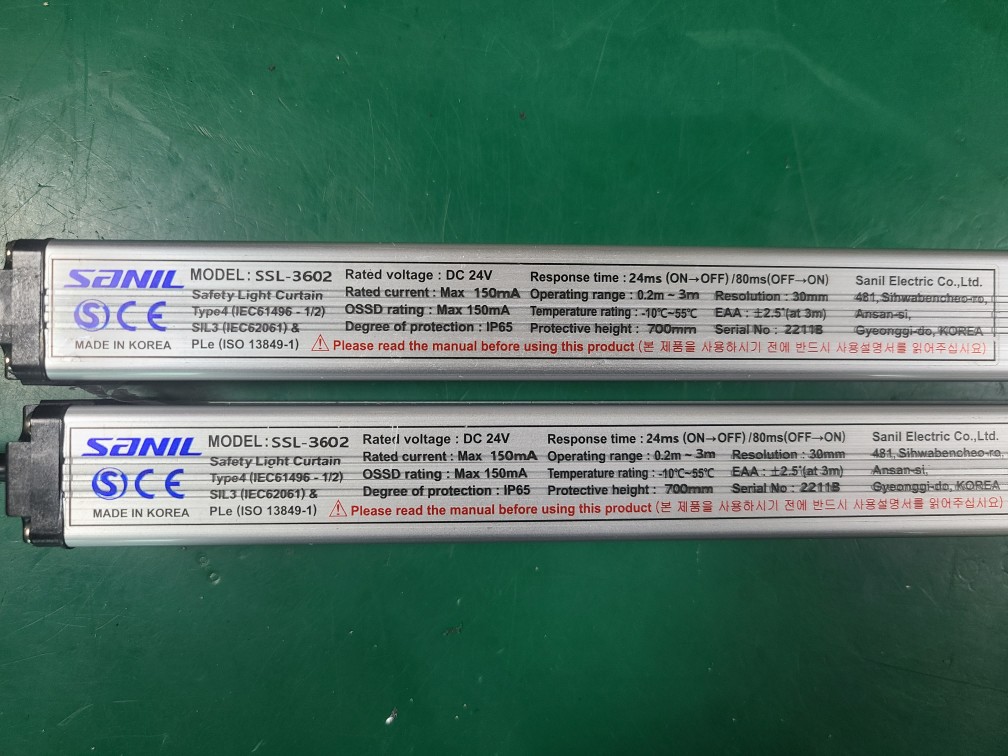 SANIL MODEL : SSL-3602 Rated voltage : DC 24V Response time : 24ms (ON→OFF) /80ms(OFF→ON) Sanil Electric Co.,Ltd.
Safety Light Curtain Rated current : Max 150mA Operating range : 0.2m ~ 3m Resolution : 30mm 481, Sihwabencheo-ro,
S CE Type4 (IEC61496 - 1/2) OSSD rating : Max 150mA Temperature rating : -10℃~55℃ EAA : ±2.5°(at 3m) Ansan-si,
SIL3 (IEC62061) & Degree of protection : IP65 Protective height : 700mm Serial No : 2211B Gyeonggi-do, KOREA
MADE IN KOREA PLe (ISO 13849-1) ⚠ Please read the manual before using this product (본 제품을 사용하시기 전에 반드시 사용설명서를 읽어주십시요)
SANIL MODEL : SSL-3602 Rated voltage : DC 24V Response time : 24ms (ON→OFF) /80ms(OFF→ON) Sanil Electric Co.,Ltd.
Safety Light Curtain Rated current : Max 150mA Operating range : 0.2m ~ 3m Resolution : 30mm 481, Sihwabencheo-ro,
S CE Type4 (IEC61496 - 1/2) OSSD rating : Max 150mA Temperature rating : -10℃~55℃ EAA : ±2.5°(at 3m) Ansan-si,
SIL3 (IEC62061) & Degree of protection : IP65 Protective height : 700mm Serial No : 2211B Gyeonggi-do, KOREA
MADE IN KOREA PLe (ISO 13849-1) ⚠ Please read the manual before using this product (본 제품을 사용하시기 전에 반드시 사용설명서를 읽어주십시요)